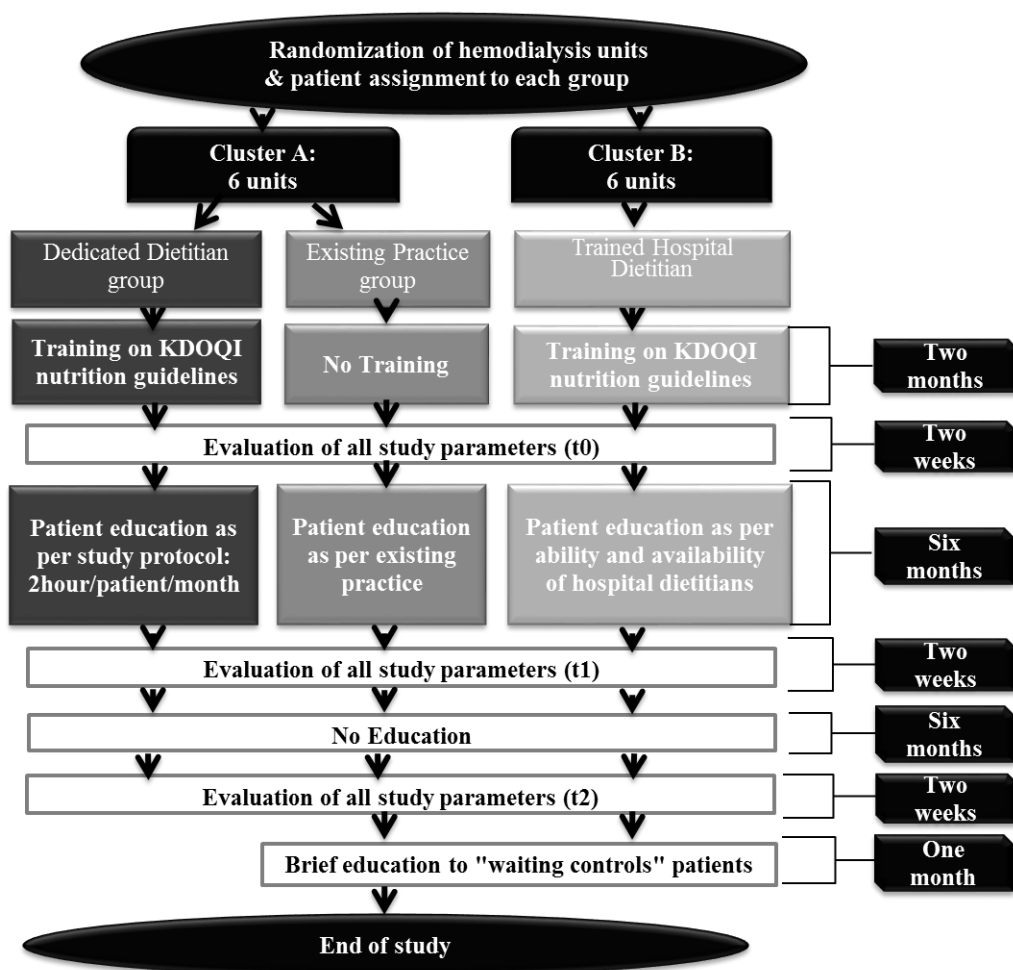 Randomization of hemodialysis units
& patient assignment to each group
Cluster A:
6 units
Cluster B:
6 units
Dedicated Dietitian
group
Existing Practice
group
Trained Hospital
Dietitian
Training on KDOQI
nutrition guidelines
No Training
Training on KDOQI
nutrition guidelines
Two
months
Evaluation of all study parameters (t0)
Two
weeks
Patient education as
per study protocol:
2hour/patient/month
Patient education
as per existing
practice
Patient education as per
ability and availability
of hospital dietitians
Six
months
Evaluation of all study parameters (t1)
Two
weeks
No Education
Six
months
Evaluation of all study parameters (t2)
Two
weeks
Brief education to "waiting controls" patients
One
month
End of study